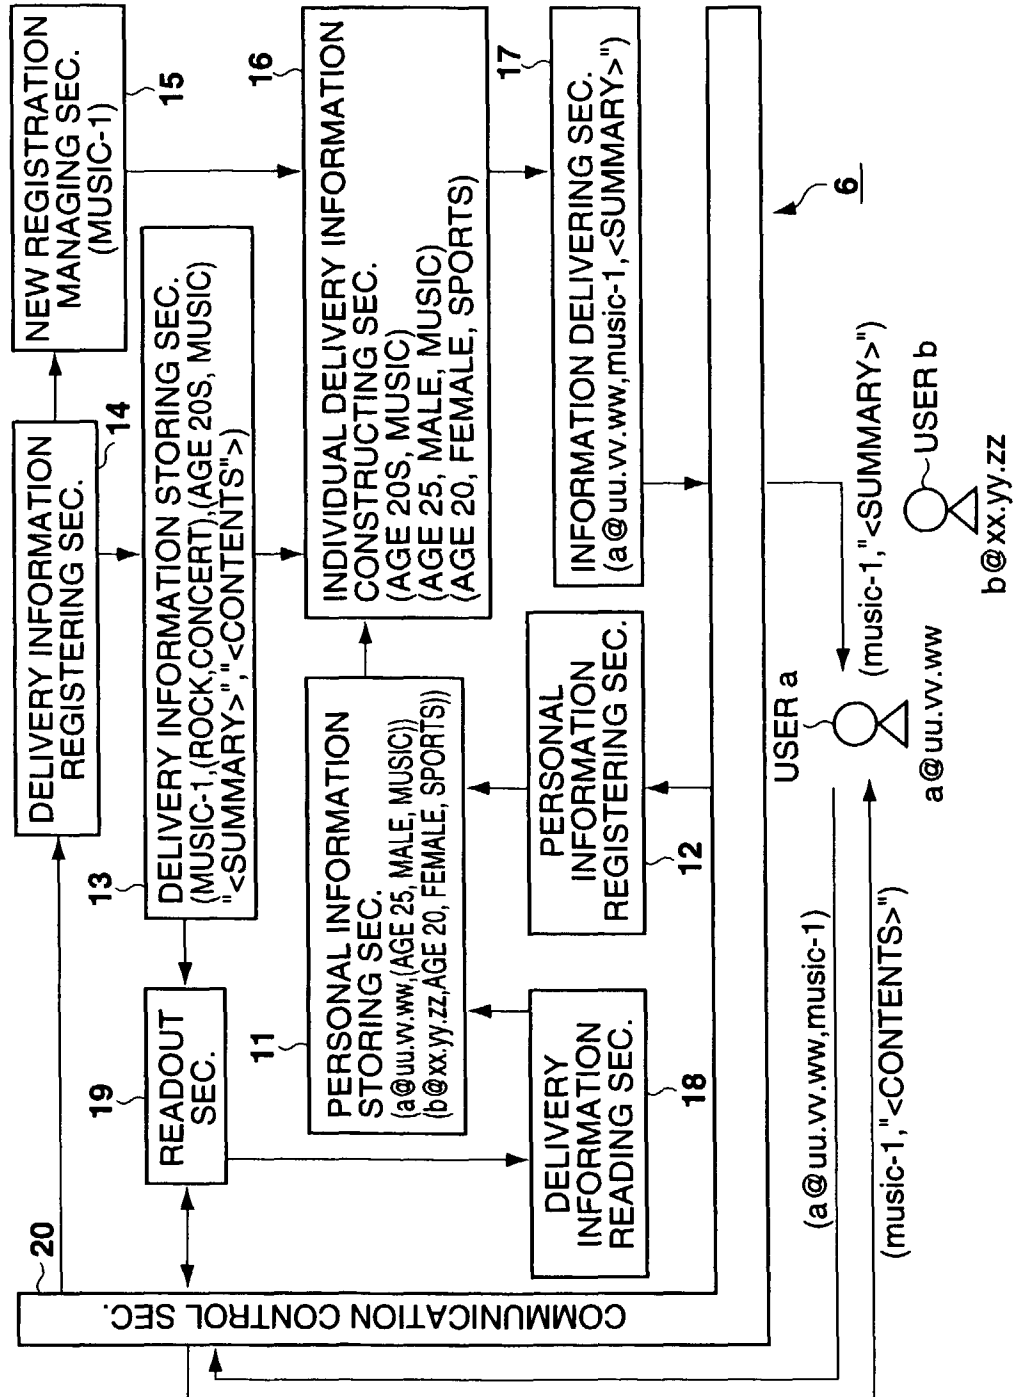 20
COMMUNICATION CONTROL SEC.
14
DELIVERY INFORMATION
REGISTERING SEC.
15
NEW REGISTRATION
MANAGING SEC.
(MUSIC-1)
13
DELIVERY INFORMATION STORING SEC.
(MUSIC-1,(ROCK,CONCERT),(AGE 20S, MUSIC)
"<SUMMARY>","<CONTENTS">)
19
READOUT
SEC.
11
PERSONAL INFORMATION
STORING SEC.
(a@uu.vv.ww,(AGE 25, MALE, MUSIC))
(b@xx.yy.zz,AGE 20, FEMALE, SPORTS))
16
INDIVIDUAL DELIVERY INFORMATION
CONSTRUCTING SEC.
(AGE 20S, MUSIC)
(AGE 25, MALE, MUSIC)
(AGE 20, FEMALE, SPORTS)
18
DELIVERY
INFORMATION
READING SEC.
12
PERSONAL
INFORMATION
REGISTERING SEC.
17
INFORMATION DELIVERING SEC.
(a@uu.vv.ww,music-1,<SUMMARY>")
6
(a@uu.vv.ww,music-1)
(music-1,"<CONTENTS>")
USER a
a@uu.vv.ww
(music-1,"<SUMMARY>")
USER b
b@xx.yy.zz